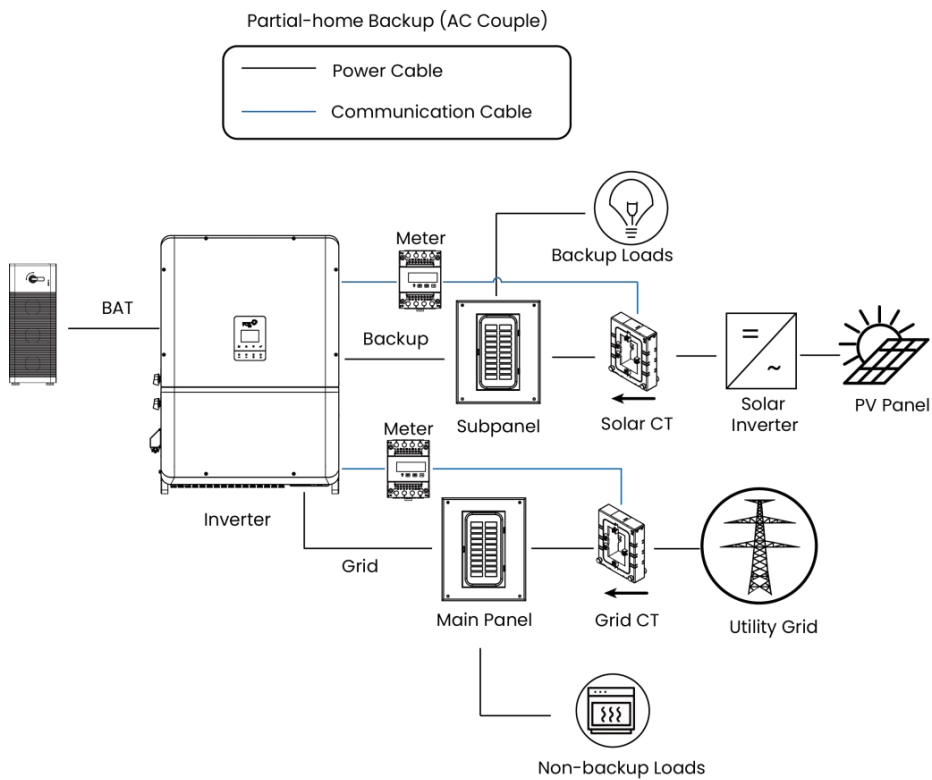 Partial-home Backup (AC Couple)
Power Cable
Communication Cable
Meter
Backup Loads
BAT
Backup
Subpanel
Solar CT
Solar
Inverter
PV Panel
Meter
Inverter
Grid
Main Panel
Grid CT
Utility Grid
Non-backup Loads